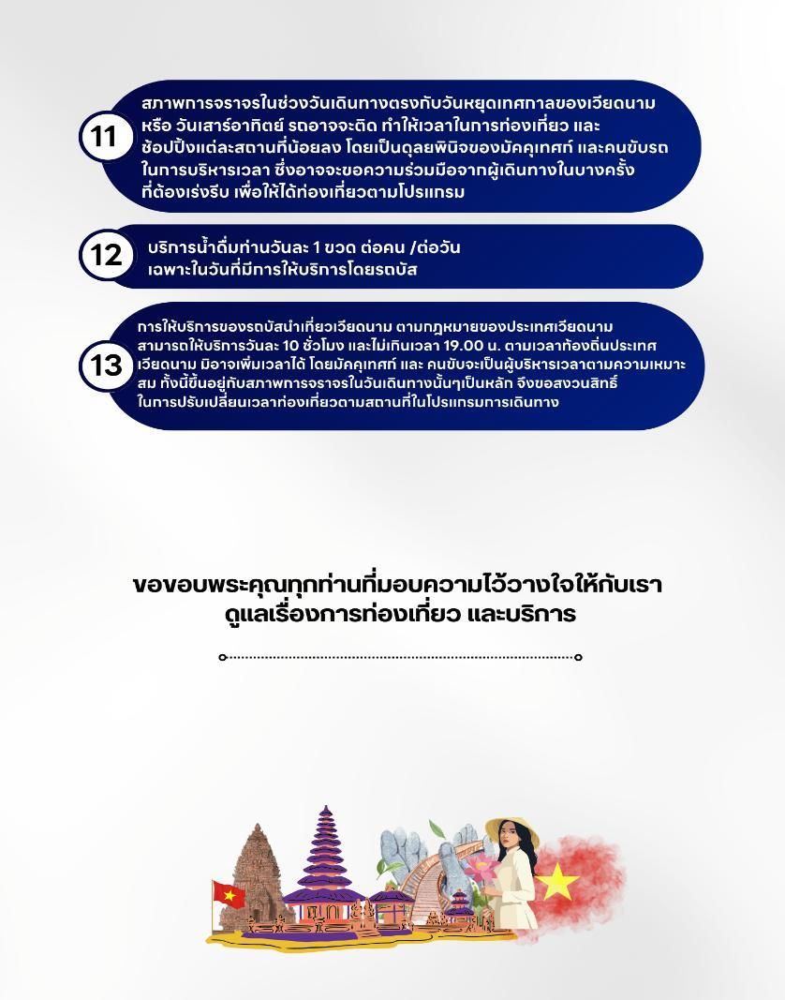 11
สภาพการจราจรในช่วงวันเดินทางตรงกับวันหยุดเทศกาลของเวียดนาม
หรือ วันเสาร์อาทิตย์ รถอาจจะติด ทำให้เวลาในการท่องเที่ยว และ
ช้อปปิ้งแต่ละสถานที่น้อยลง โดยเป็นดุลยพินิจของมัคคุเทศก์ และคนขับรถ
ในการบริหารเวลา ซึ่งอาจจะขอความร่วมมือจากผู้เดินทางในบางครั้ง
ที่ต้องเร่งรีบ เพื่อให้ได้ท่องเที่ยวตามโปรแกรม
12
บริการน้ำดื่มท่านวันละ 1 ขวด ต่อคน /ต่อวัน
เฉพาะในวันที่มีการให้บริการโดยรถบัส
13
การให้บริการของรถบัสนำเที่ยวเวียดนาม ตามกฎหมายของประเทศเวียดนาม
สามารถให้บริการวันละ 10 ชั่วโมง และไม่เกินเวลา 19.00 น. ตามเวลาท้องถิ่นประเทศ
เวียดนาม มิอาจเพิ่มเวลาได้ โดยมัคคุเทศก์ และ คนขับจะเป็นผู้บริหารเวลาตามความเหมาะ
สม ทั้งนี้ขึ้นอยู่กับสภาพการจราจรในวันเดินทางนั้นๆเป็นหลัก จึงขอสงวนสิทธิ์
ในการปรับเปลี่ยนเวลาท่องเที่ยวตามสถานที่ในโปรแกรมการเดินทาง
ขอขอบพระคุณทุกท่านที่มอบความไว้วางใจให้กับเรา
ดูแลเรื่องการท่องเที่ยว และบริการ